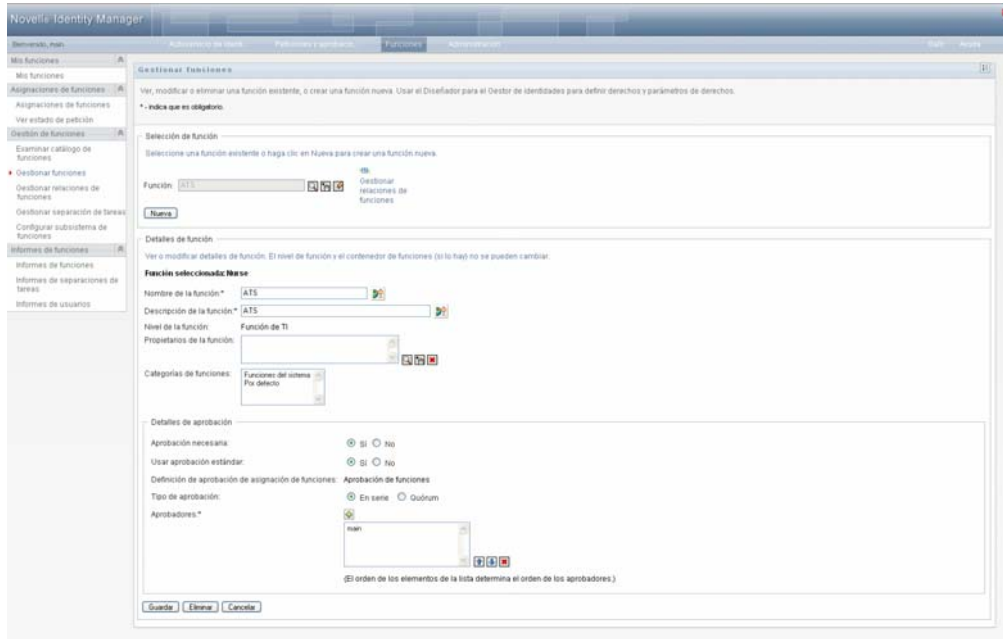 Novell® Identity Manager
Bienvenido, main
Autoservicio de identi.
Peticiones y aprobacio.
Funciones
Administración
Salir
Ayuda
Mis funciones
Mis funciones
Asignaciones de funciones
Asignaciones de funciones
Ver estado de petición
Gestión de funciones
Examinar catálogo de
funciones
Gestionar funciones
Gestionar relaciones de
funciones
Gestionar separación de tareas
Configurar subsistema de
funciones
Informes de funciones
Informes de funciones
Informes de separaciones de
tareas
Informes de usuarios
Gestionar funciones
Ver, modificar o eliminar una función existente, o crear una función nueva. Usar el Diseñador para el Gestor de identidades para definir derechos y parámetros de derechos.
* - indica que es obligatorio.
Selección de función
Seleccione una función existente o haga clic en Nueva para crear una función nueva.
Función
ATS
Gestionar
relaciones de
funciones
Nueva
Detalles de función
Ver o modificar detalles de función. El nivel de función y el contenedor de funciones (si lo hay) no se pueden cambiar.
Función seleccionada: Nurse
Nombre de la función:* ATS
Descripción de la función:* ATS
Nivel de la función: Función de TI
Propietarios de la función:
Categorías de funciones:
Funciones del sistema
Por defecto
Detalles de aprobación
Aprobación necesaria: Sí No
Usar aprobación estándar: Sí No
Definición de aprobación de asignación de funciones: Aprobación de funciones
Tipo de aprobación: En serie Quórum
Aprobadores:*
main
(El orden de los elementos de la lista determina el orden de los aprobadores.)
Guardar Eliminar Cancelar